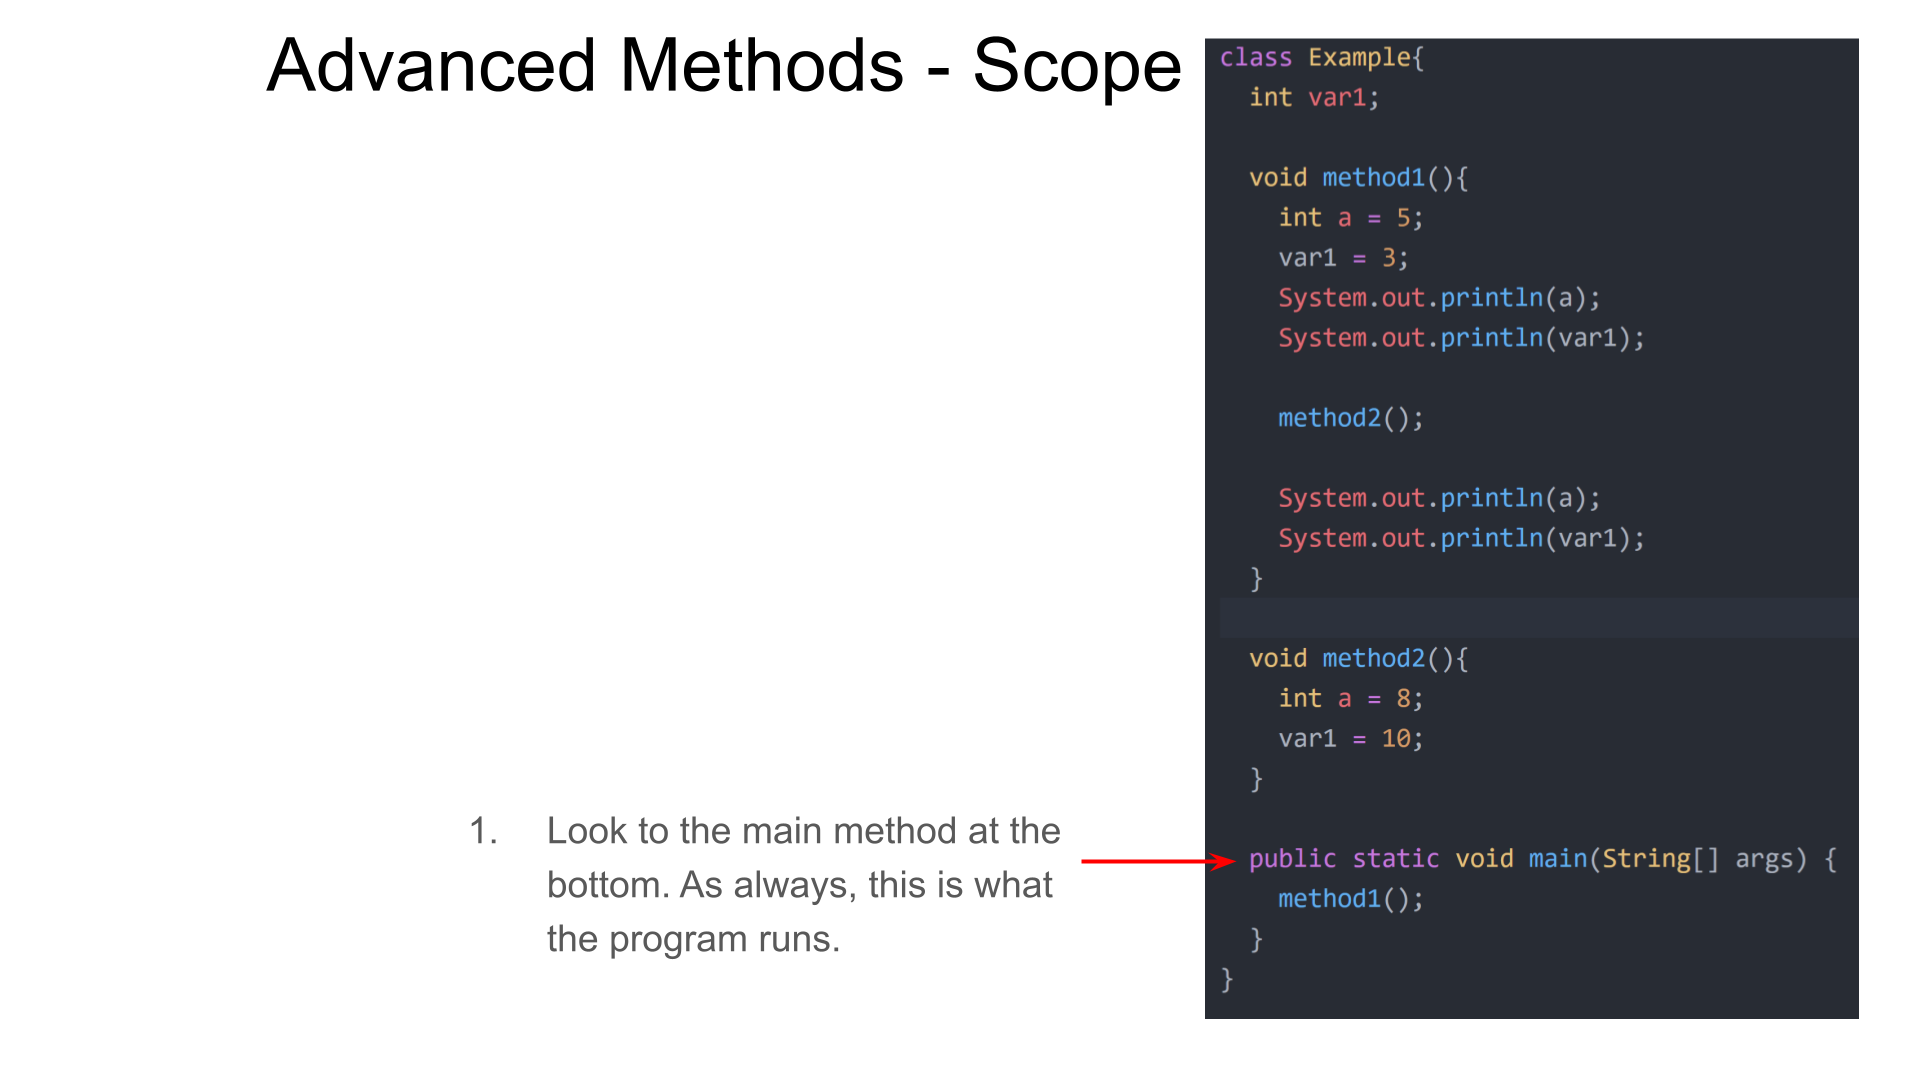 Advanced Methods - Scope
class Example{
int var1;
void method1(){
int a = 5;
var1 = 3;
System.out.println(a);
System.out.println(var1);
method2();
System.out.println(a);
System.out.println(var1);
}
void method2(){
int a = 8;
var1 = 10;
}
public static void main(String[] args) {
method1();
}
}
1. Look to the main method at the
bottom. As always, this is what
the program runs.